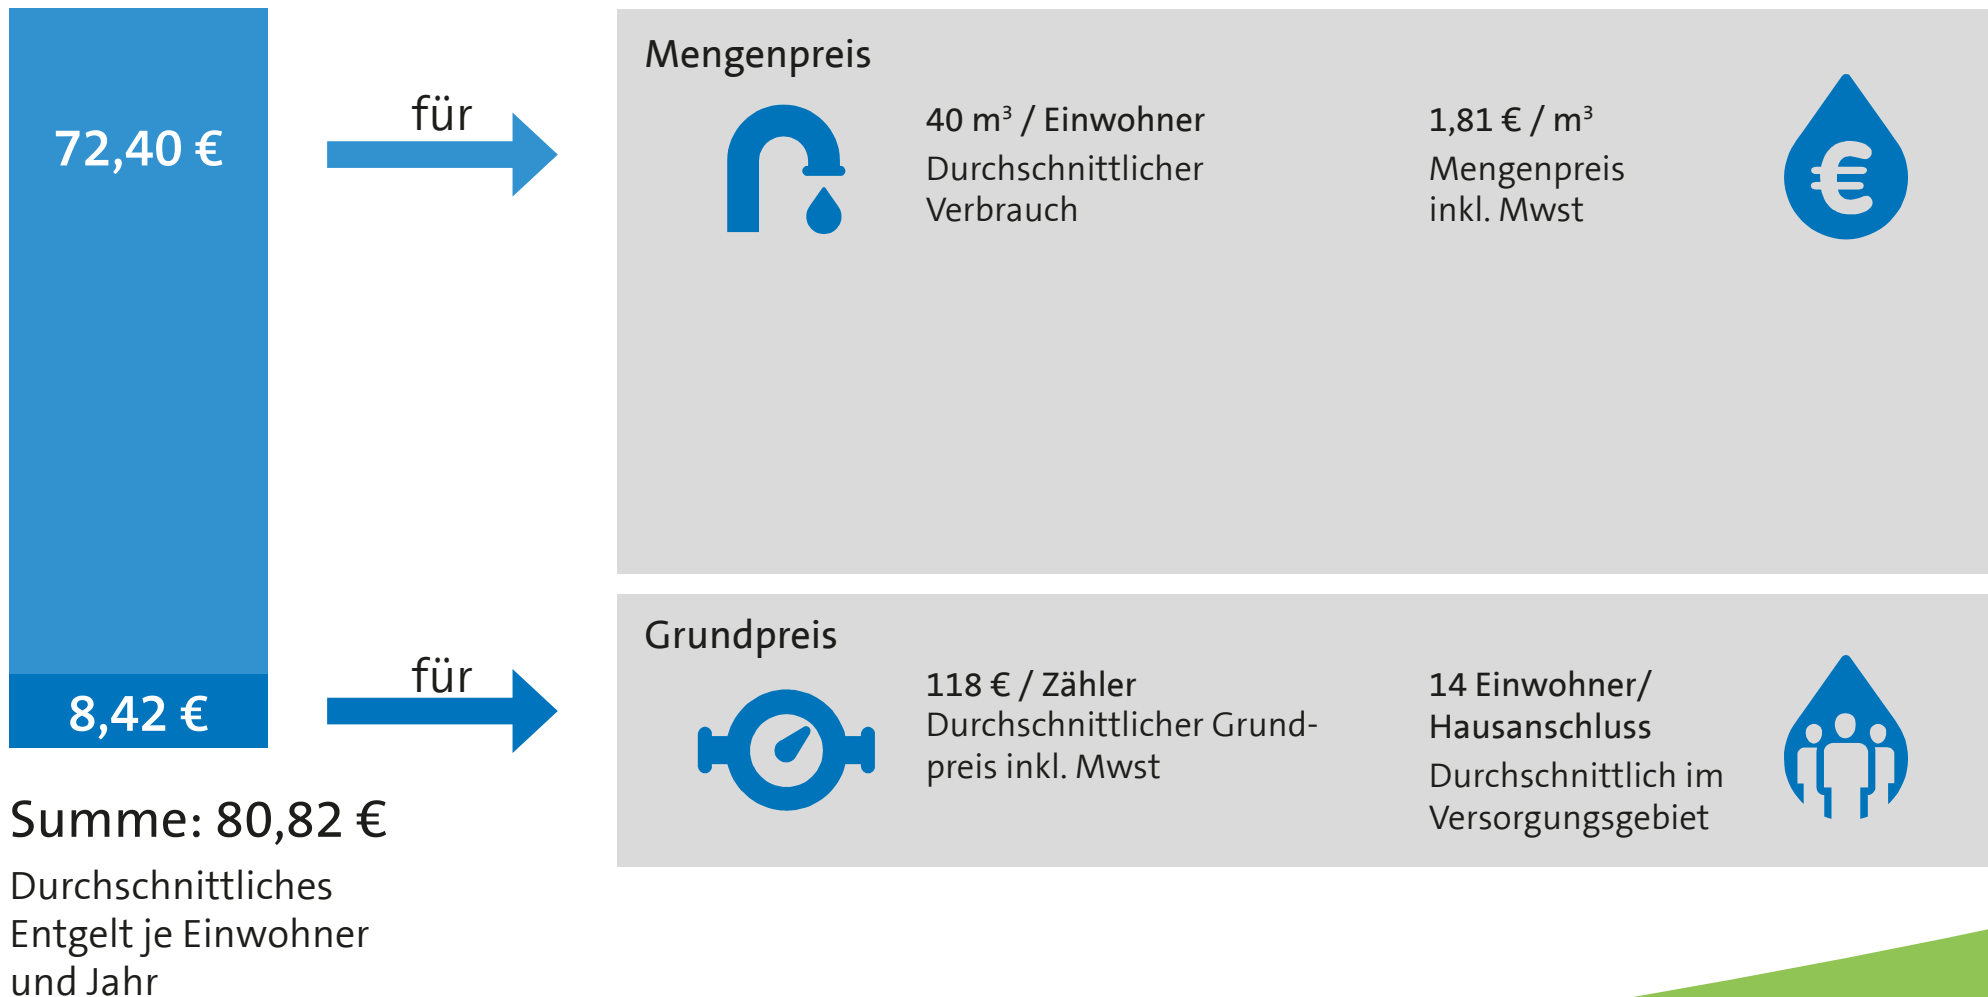 72,40 €
für
Mengenpreis
40 m³ / Einwohner
Durchschnittlicher
Verbrauch
1,81 € / m³
Mengenpreis
inkl. Mwst
€
8,42 €
für
Grundpreis
118 € / Zähler
Durchschnittlicher Grund-
preis inkl. Mwst
14 Einwohner/
Hausanschluss
Durchschnittlich im
Versorgungsgebiet
Summe: 80,82 €
Durchschnittliches
Entgelt je Einwohner
und Jahr